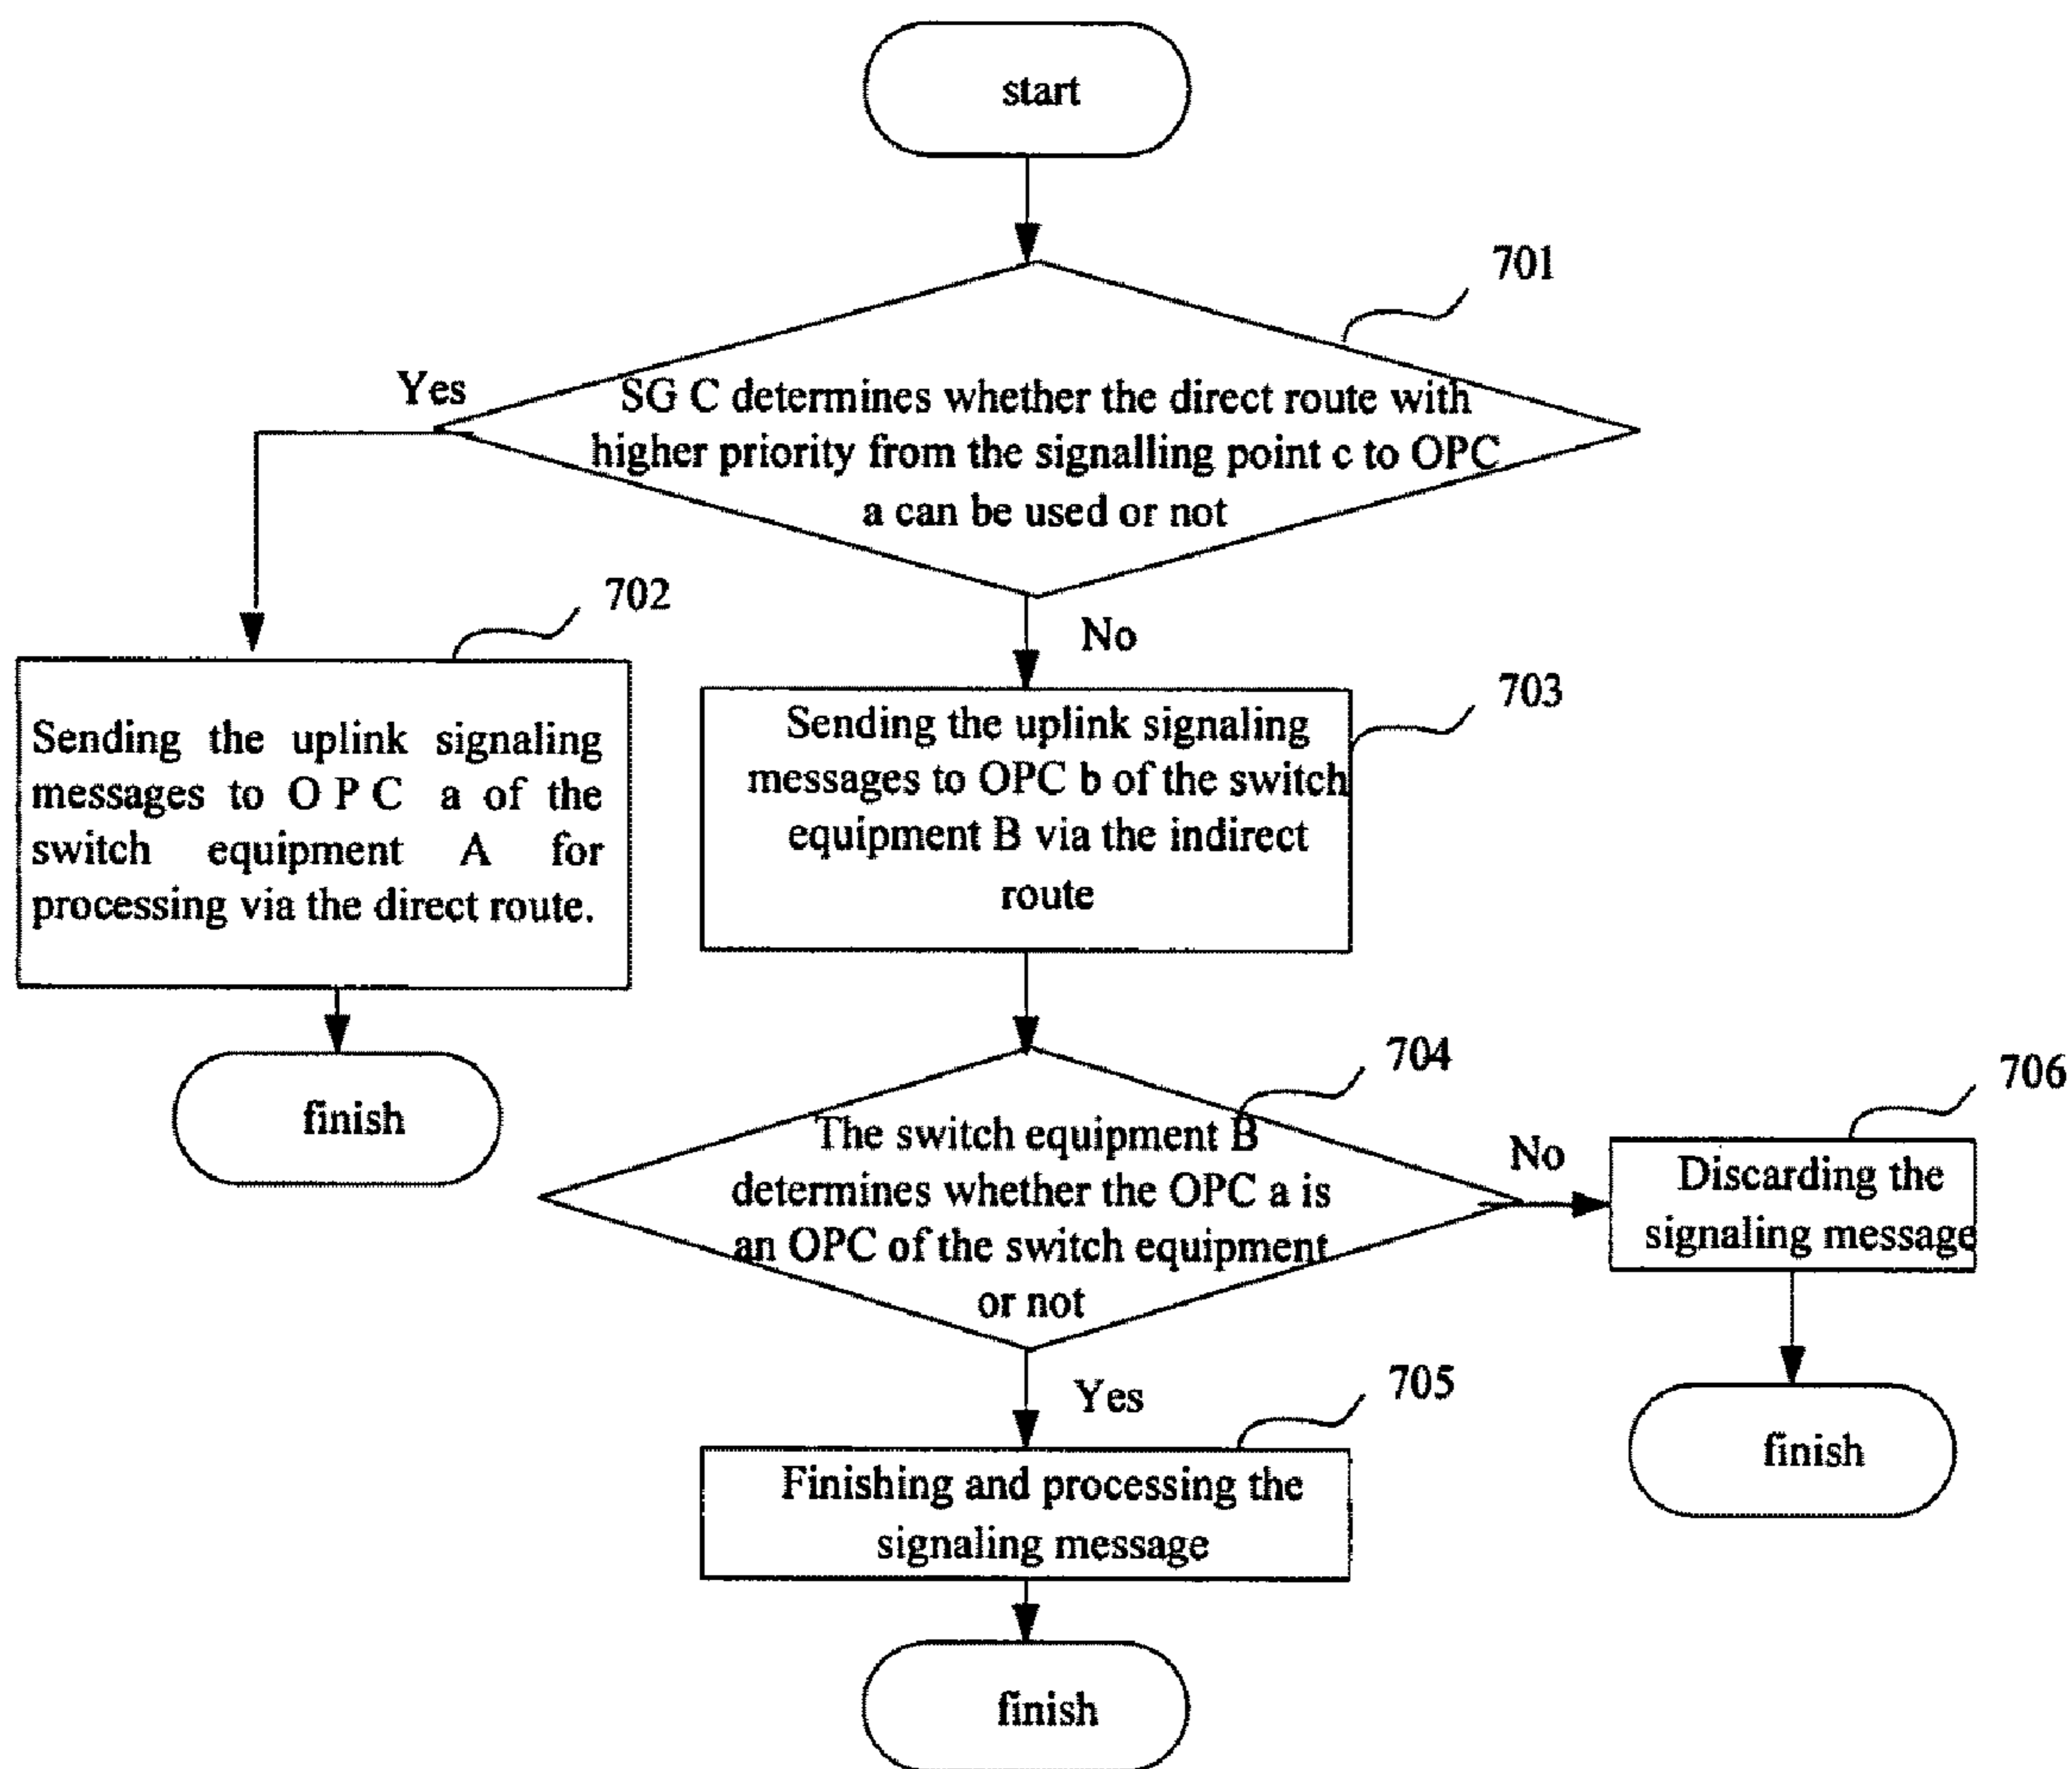 start
701
Yes
SG C determines whether the direct route with
higher priority from the signalling point c to OPC
a can be used or not
702
No
703
Sending the uplink signaling
messages to O P C a of the
switch equipment A for
processing via the direct route.
Sending the uplink signaling
messages to OPC b of the switch
equipment B via the indirect
route
finish
704
706
The switch equipment B
determines whether the OPC a is
an OPC of the switch equipment
or not
No
Discarding the
signaling message
Yes
705
finish
Finishing and processing the
signaling message
finish